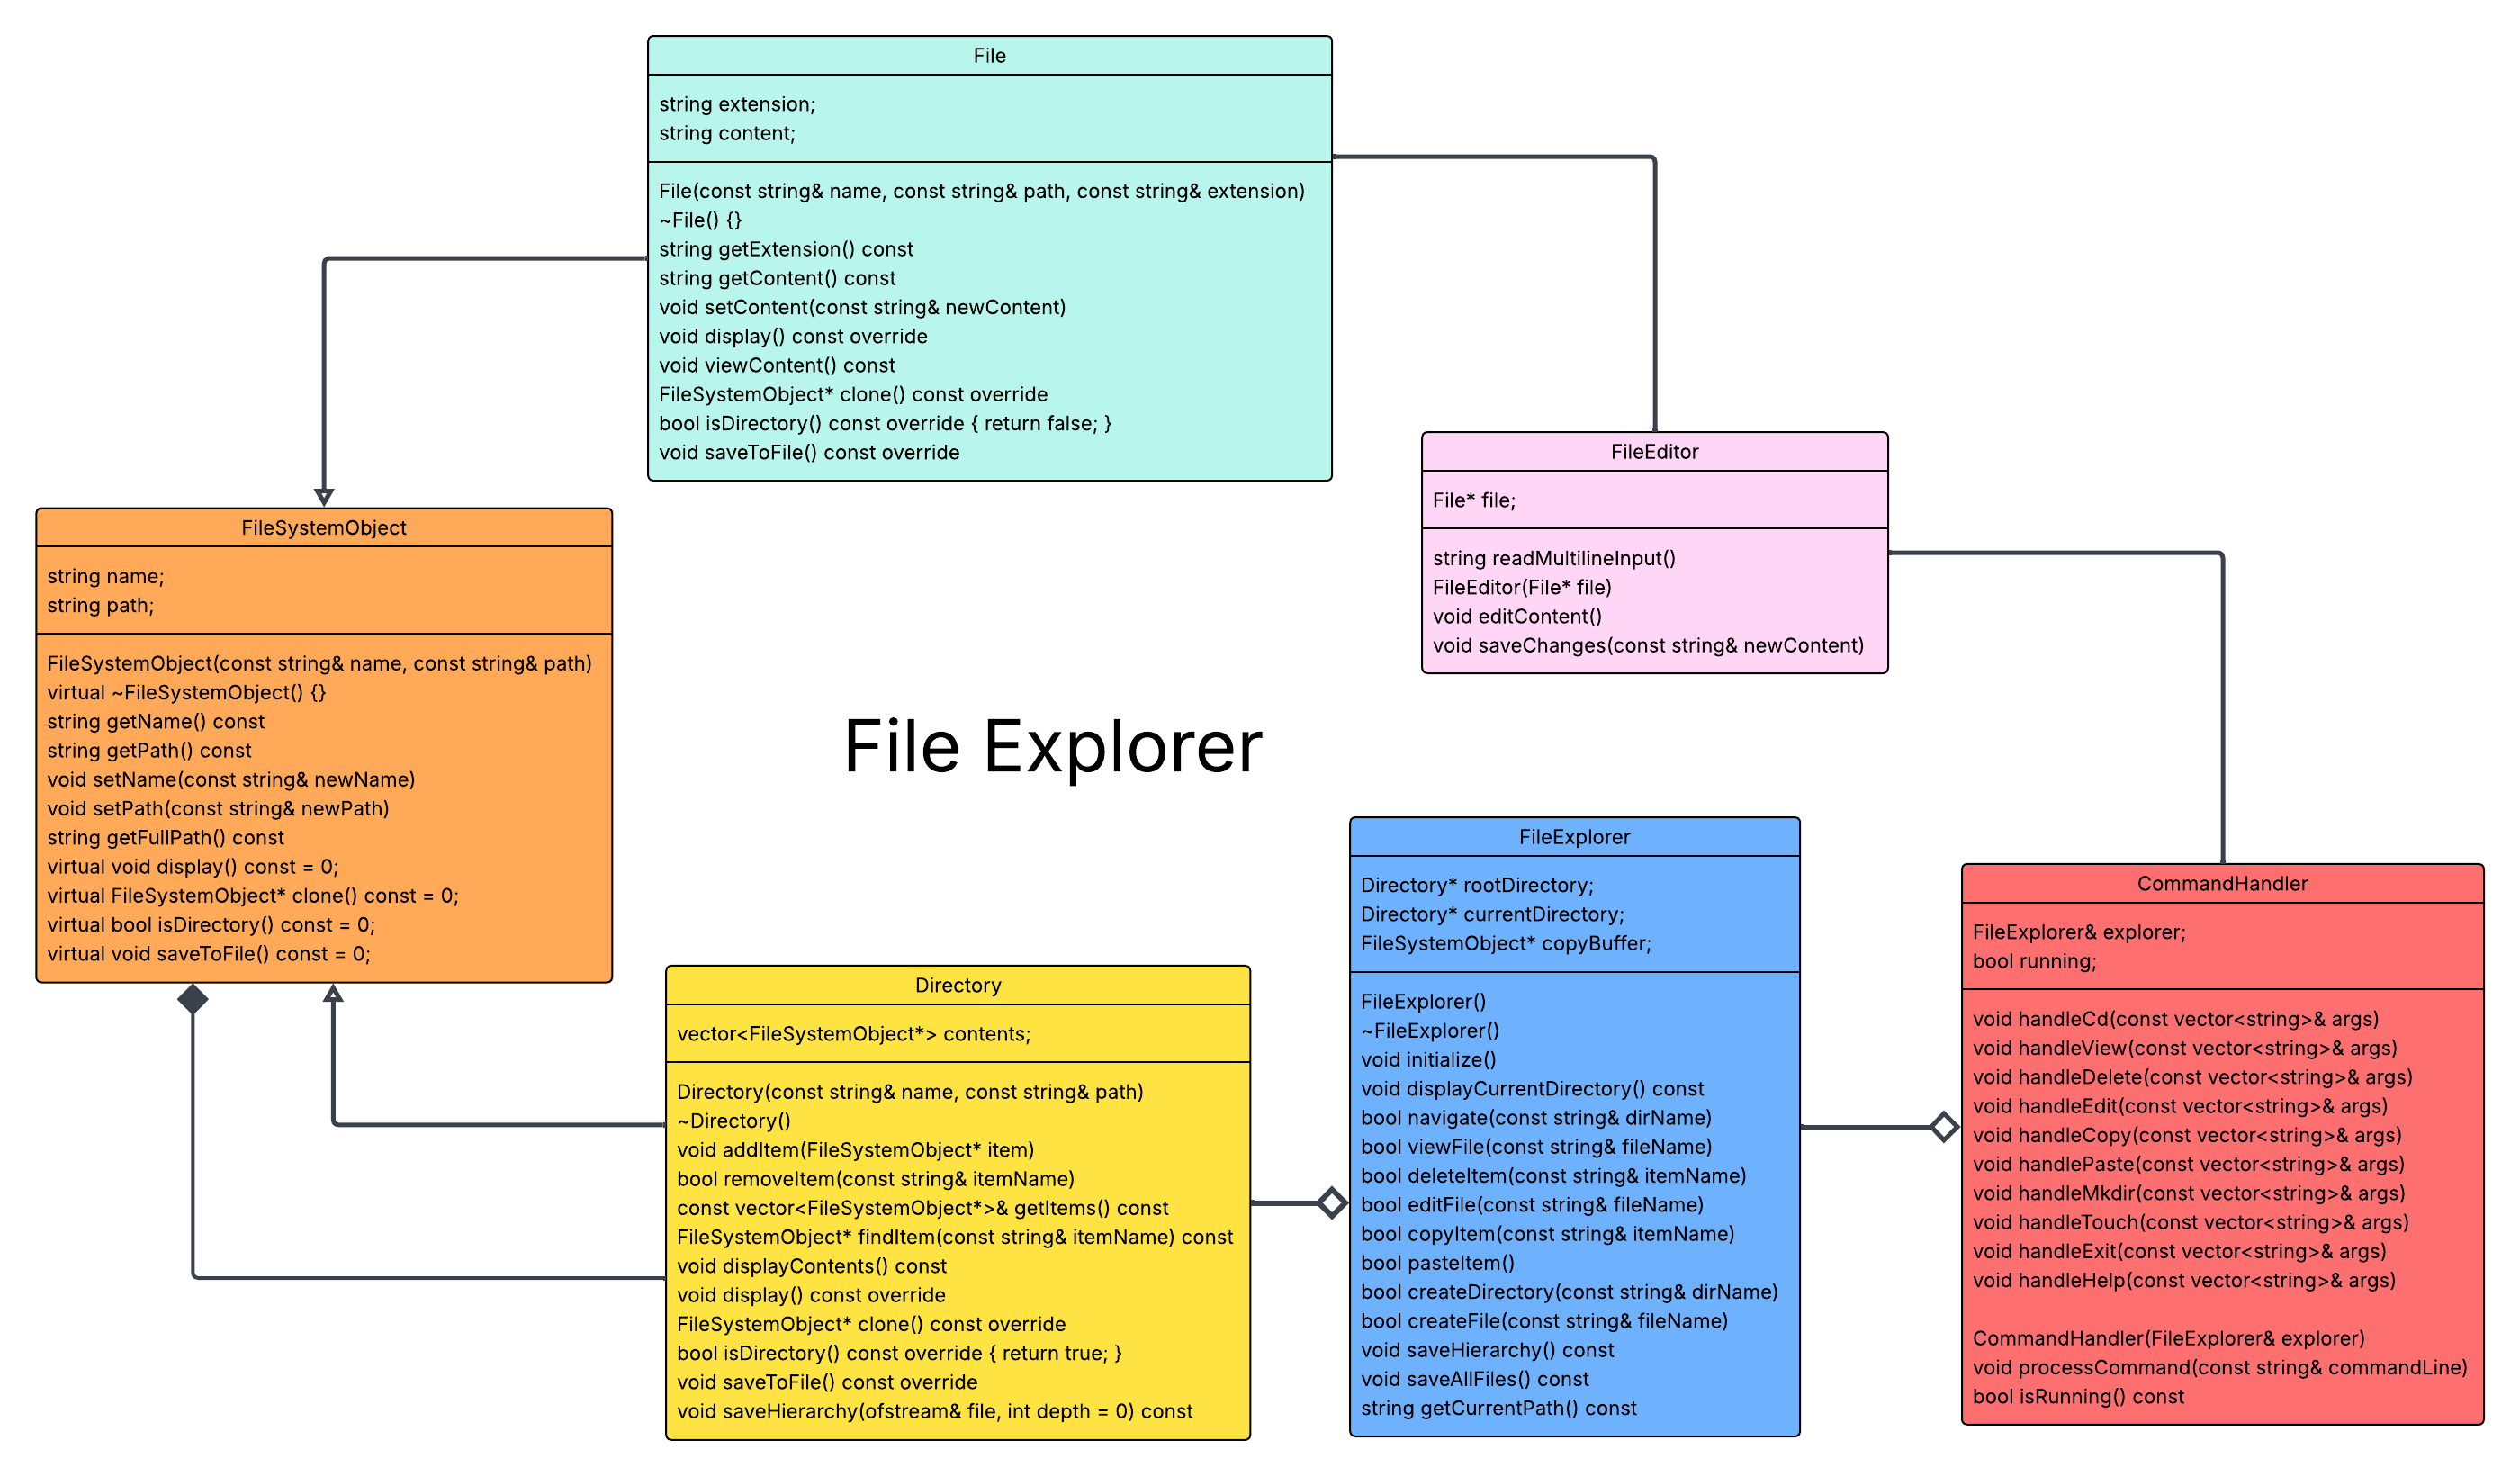 File
string extension;
string content;
File(const string& name, const string& path, const string& extension)
~File() {}
string getExtension() const
string getContent() const
void setContent(const string& newContent)
void display() const override
void viewContent() const
FileSystemObject* clone() const override
bool isDirectory() const override { return false; }
void saveToFile() const override
FileEditor
File* file;
string readMultilineInput()
FileEditor(File* file)
void editContent()
void saveChanges(const string& newContent)
FileSystemObject
string name;
string path;
FileSystemObject(const string& name, const string& path)
virtual ~FileSystemObject() {}
string getName() const
string getPath() const
void setName(const string& newName)
void setPath(const string& newPath)
string getFullPath() const
virtual void display() const = 0;
virtual FileSystemObject* clone() const = 0;
virtual bool isDirectory() const = 0;
virtual void saveToFile() const = 0;
File Explorer
Directory
vector<FileSystemObject*> contents;
Directory(const string& name, const string& path)
~Directory()
void addItem(FileSystemObject* item)
bool removeItem(const string& itemName)
const vector<FileSystemObject*>& getItems() const
FileSystemObject* findItem(const string& itemName) const
void displayContents() const
void display() const override
FileSystemObject* clone() const override
bool isDirectory() const override { return true; }
void saveToFile() const override
void saveHierarchy(ofstream& file, int depth = 0) const
FileExplorer
Directory* rootDirectory;
Directory* currentDirectory;
FileSystemObject* copyBuffer;
FileExplorer()
~FileExplorer()
void initialize()
void displayCurrentDirectory() const
bool navigate(const string& dirName)
bool viewFile(const string& fileName)
bool deleteItem(const string& itemName)
bool editFile(const string& fileName)
bool copyItem(const string& itemName)
bool pasteItem()
bool createDirectory(const string& dirName)
bool createFile(const string& fileName)
void saveHierarchy() const
void saveAllFiles() const
string getCurrentPath() const
CommandHandler
FileExplorer& explorer;
bool running;
void handleCd(const vector<string>& args)
void handleView(const vector<string>& args)
void handleDelete(const vector<string>& args)
void handleEdit(const vector<string>& args)
void handleCopy(const vector<string>& args)
void handlePaste(const vector<string>& args)
void handleMkdir(const vector<string>& args)
void handleTouch(const vector<string>& args)
void handleExit(const vector<string>& args)
void handleHelp(const vector<string>& args)
CommandHandler(FileExplorer& explorer)
void processCommand(const string& commandLine)
bool isRunning() const